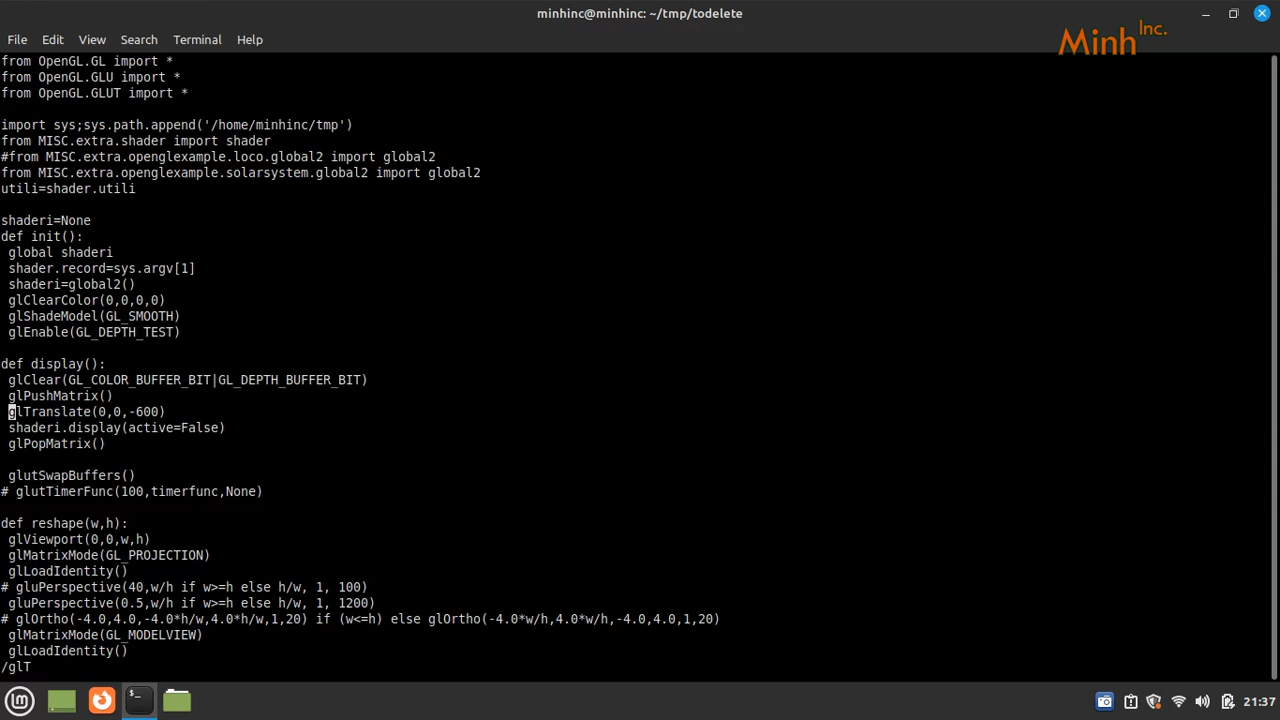 minhinc@minhinc: ~/tmp/todelete
File Edit View Search Terminal Help
Minh Inc.
from OpenGL.GL import *
from OpenGL.GLU import *
from OpenGL.GLUT import *
import sys;sys.path.append('/home/minhinc/tmp')
from MISC.extra.shader import shader
#from MISC.extra.openglexample.loco.global2 import global2
from MISC.extra.openglexample.solarsystem.global2 import global2
utili=shader.utili
shaderi=None
def init():
 global shaderi
 shader.record=sys.argv[1]
 shaderi=global2()
 glClearColor(0,0,0,0)
 glShadeModel(GL_SMOOTH)
 glEnable(GL_DEPTH_TEST)
def display():
 glClear(GL_COLOR_BUFFER_BIT|GL_DEPTH_BUFFER_BIT)
 glPushMatrix()
 glTranslate(0,0,-600)
 shaderi.display(active=False)
 glPopMatrix()
 glutSwapBuffers()
# glutTimerFunc(100,timerfunc,None)
def reshape(w,h):
 glViewport(0,0,w,h)
 glMatrixMode(GL_PROJECTION)
 glLoadIdentity()
# gluPerspective(40,w/h if w>=h else h/w, 1, 100)
 gluPerspective(0.5,w/h if w>=h else h/w, 1, 1200)
# glOrtho(-4.0,4.0,-4.0*h/w,4.0*h/w,1,20) if (w<=h) else glOrtho(-4.0*w/h,4.0*w/h,-4.0,4.0,1,20)
 glMatrixMode(GL_MODELVIEW)
 glLoadIdentity()
/glT
21:37